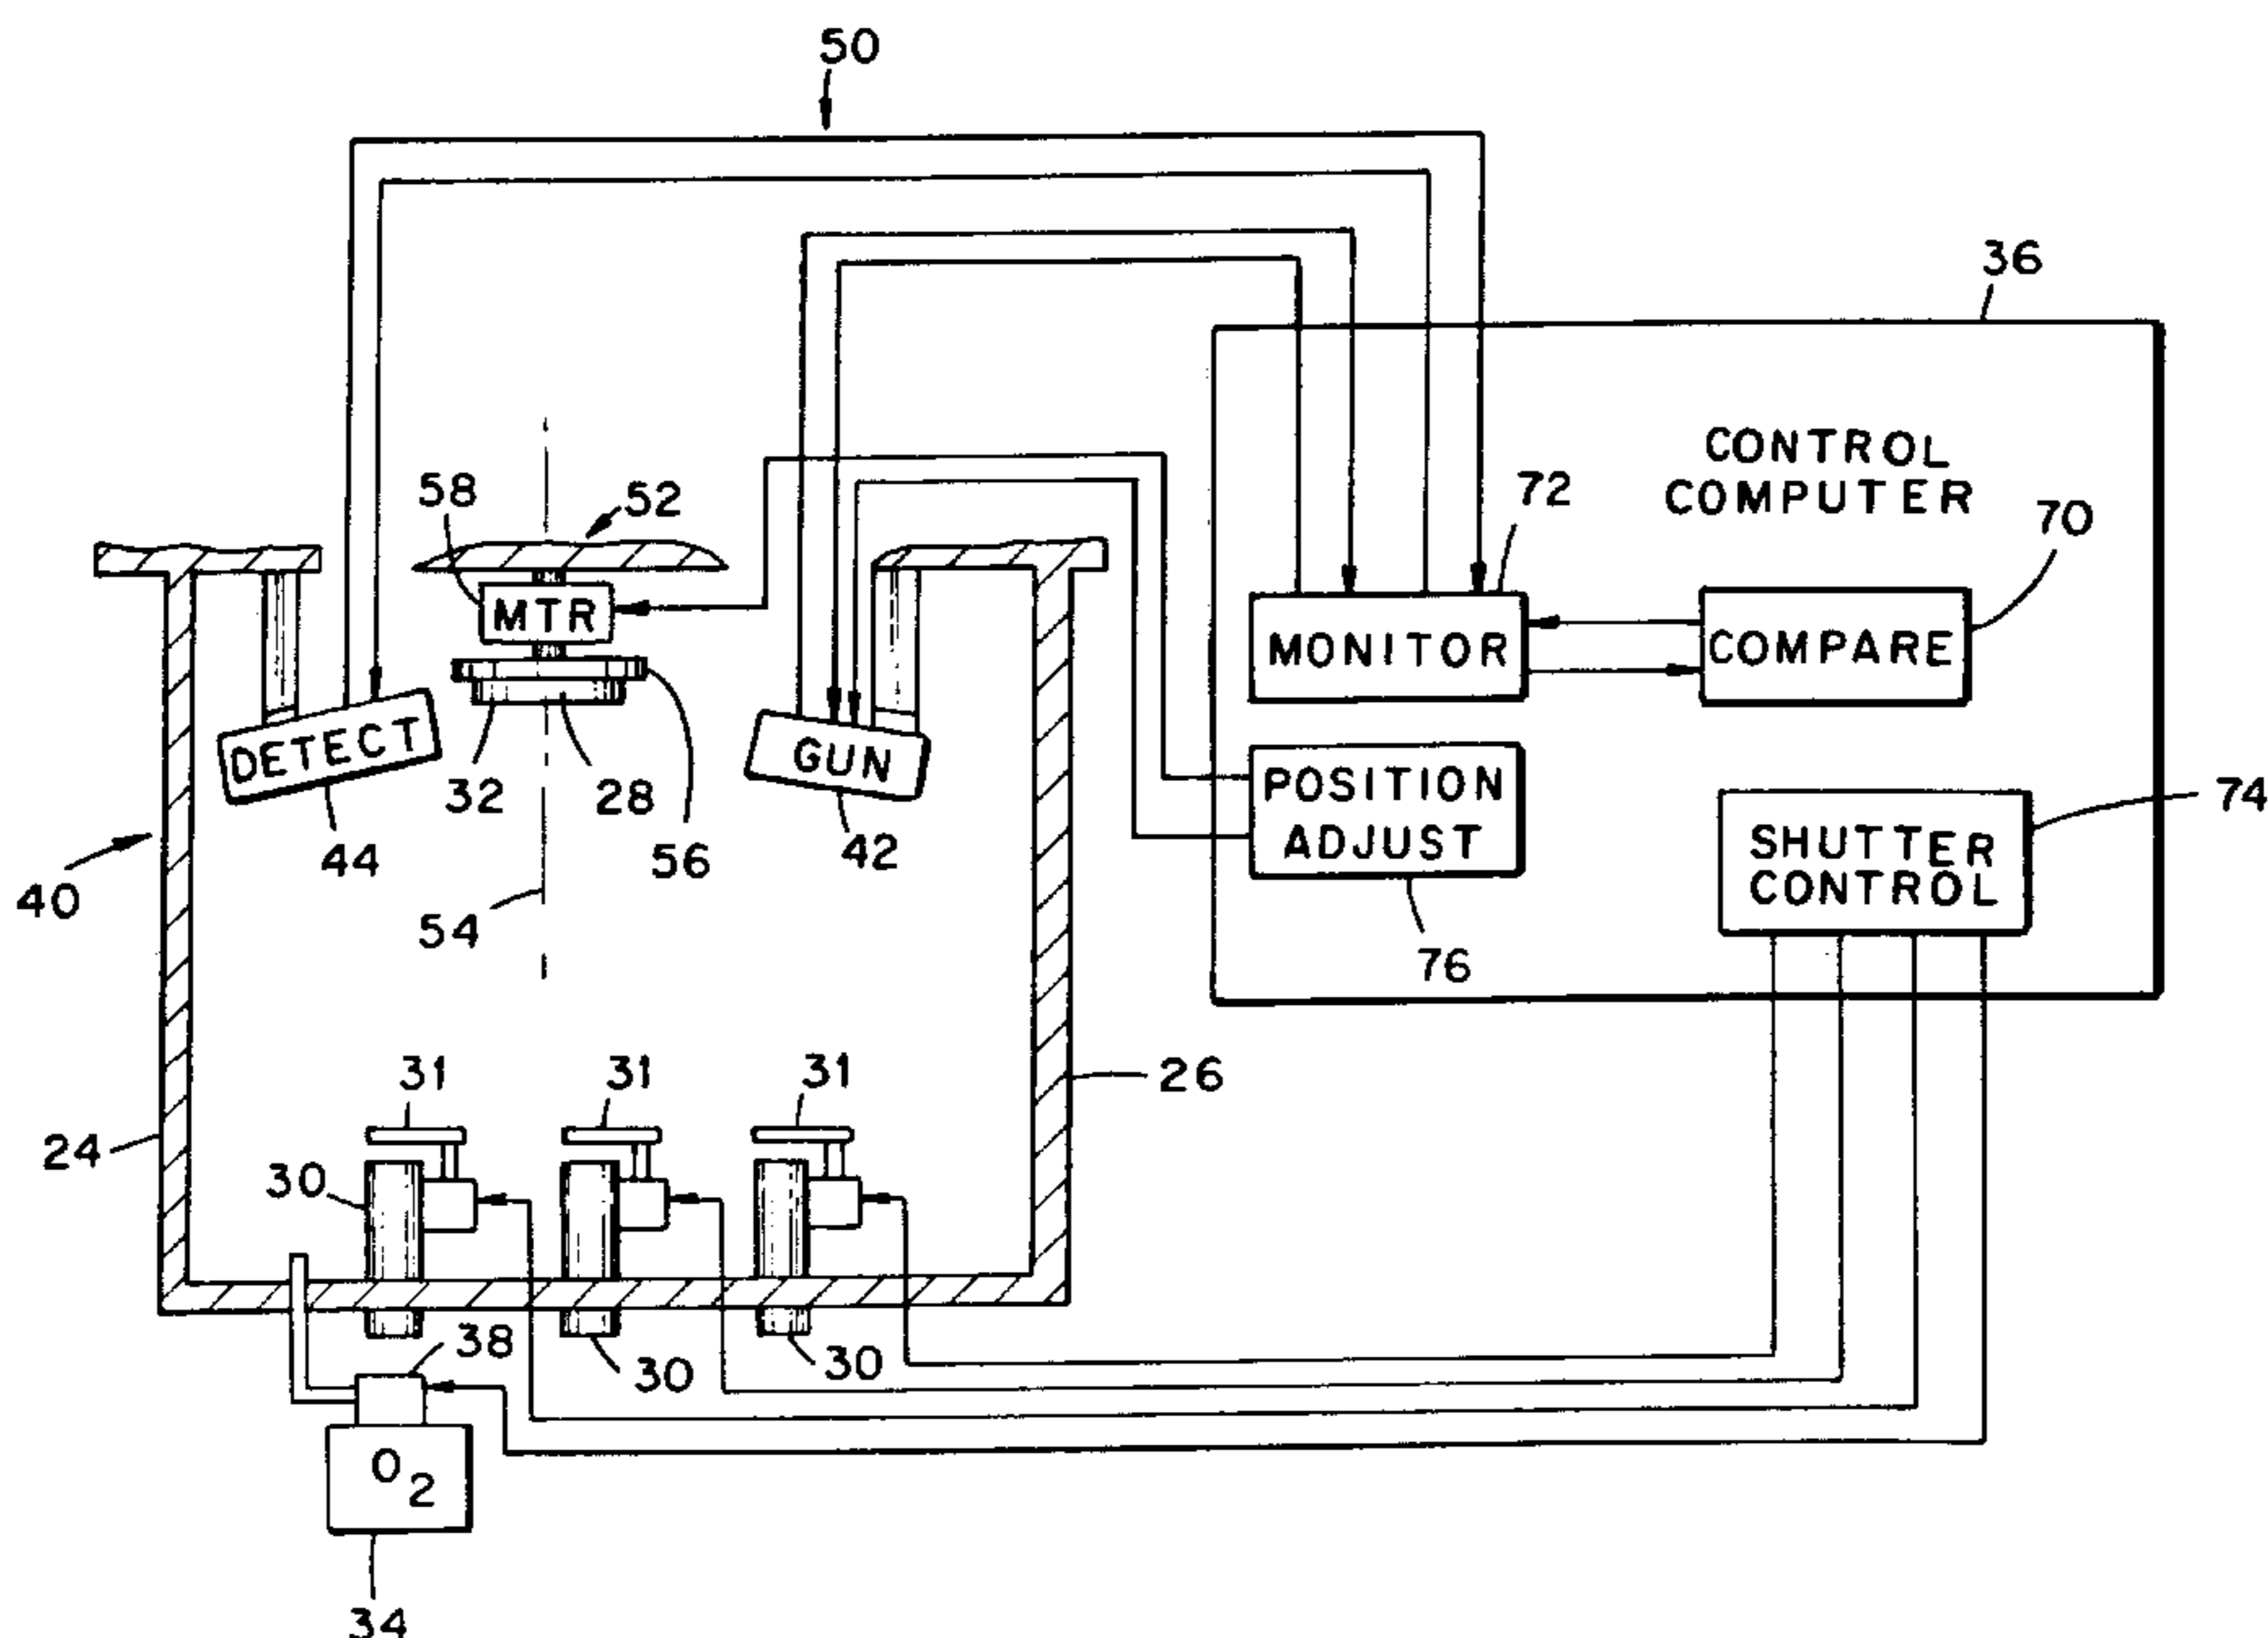 50
36
CONTROL
COMPUTER
58
52
72
70
MTR
MONITOR
COMPARE
DETECT
GUN
32
28
POSITION
ADJUST
74
44
56
42
SHUTTER
CONTROL
40
54
76
31
31
31
26
24
30
38
30
30
O2
34